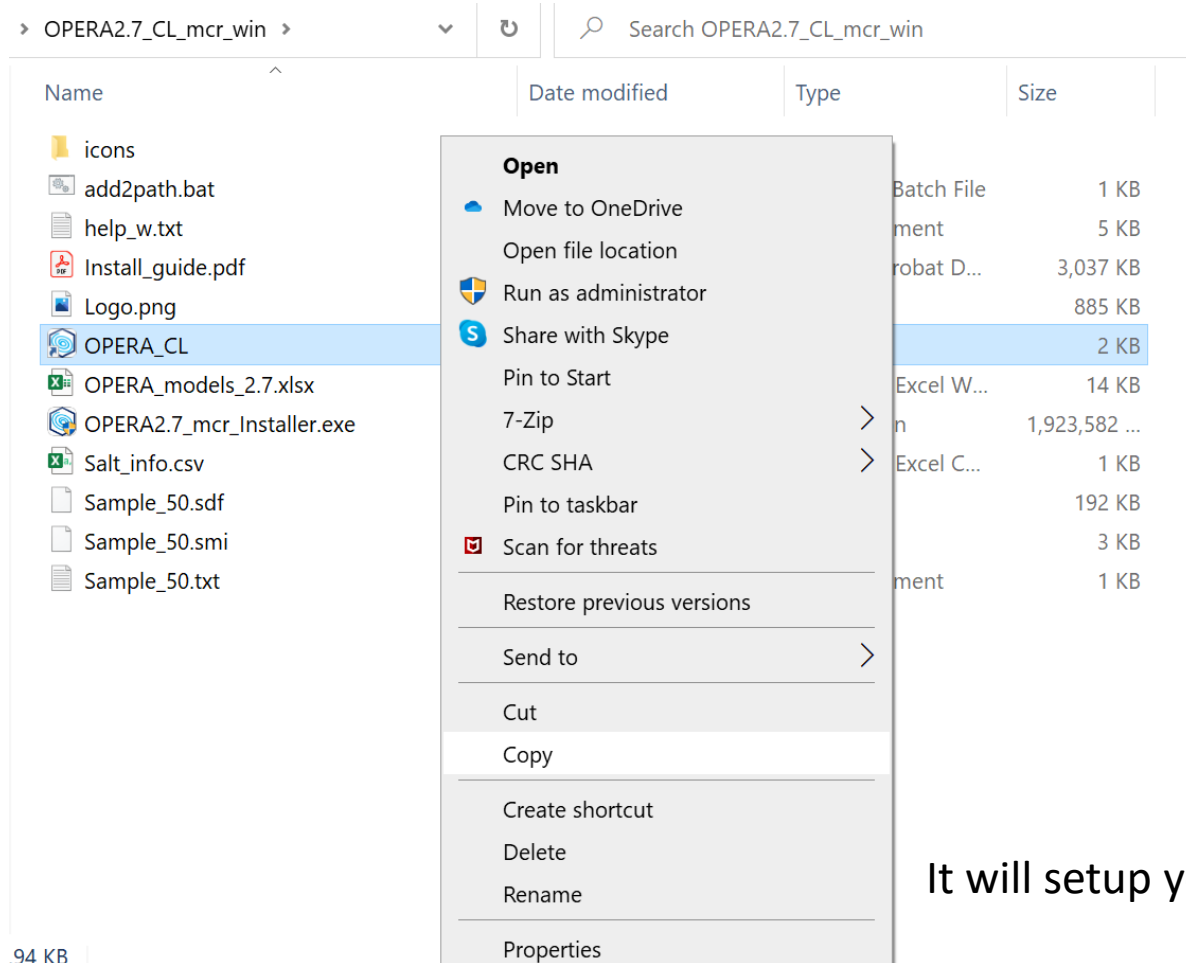 OPERA2.7_CL_mcr_win
Search OPERA2.7_CL_mcr_win
Name Date modified Type Size
icons
add2path.bat Batch File 1 KB
help_w.txt ment 5 KB
Install_guide.pdf robat D... 3,037 KB
Logo.png 885 KB
OPERA_CL 2 KB
OPERA_models_2.7.xlsx Excel W... 14 KB
OPERA2.7_mcr_Installer.exe n 1,923,582 ...
Salt_info.csv Excel C... 1 KB
Sample_50.sdf 192 KB
Sample_50.smi 3 KB
Sample_50.txt ment 1 KB
Open
Move to OneDrive
Open file location
Run as administrator
Share with Skype
Pin to Start
7-Zip
CRC SHA
Pin to taskbar
Scan for threats
Restore previous versions
Send to
Cut
Copy
Create shortcut
Delete
Rename
Properties
It will setup y
.94 KB